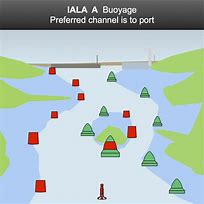 IALA A Buoyage
Preferred channel is to port